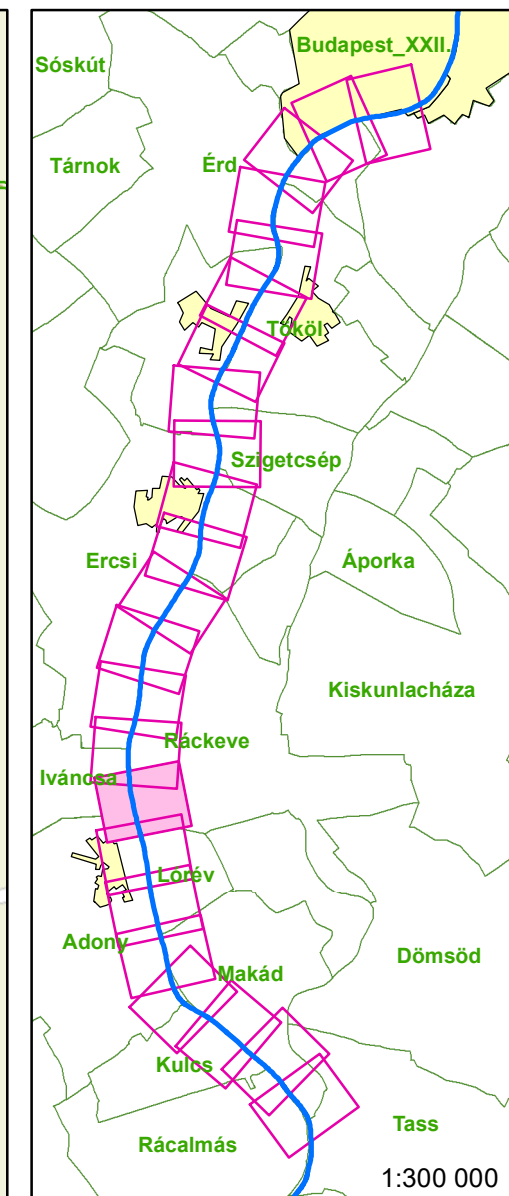 Budapest_XXII.
Sóskút
Tárnok
Érd
Tököl
Szigetcsép
Ercsi
Áporka
Kiskunlacháza
Ráckeve
Iváncsa
Lórév
Adony
Dömsöd
Makád
Kulcs
Tass
Rácalmás
1:300 000